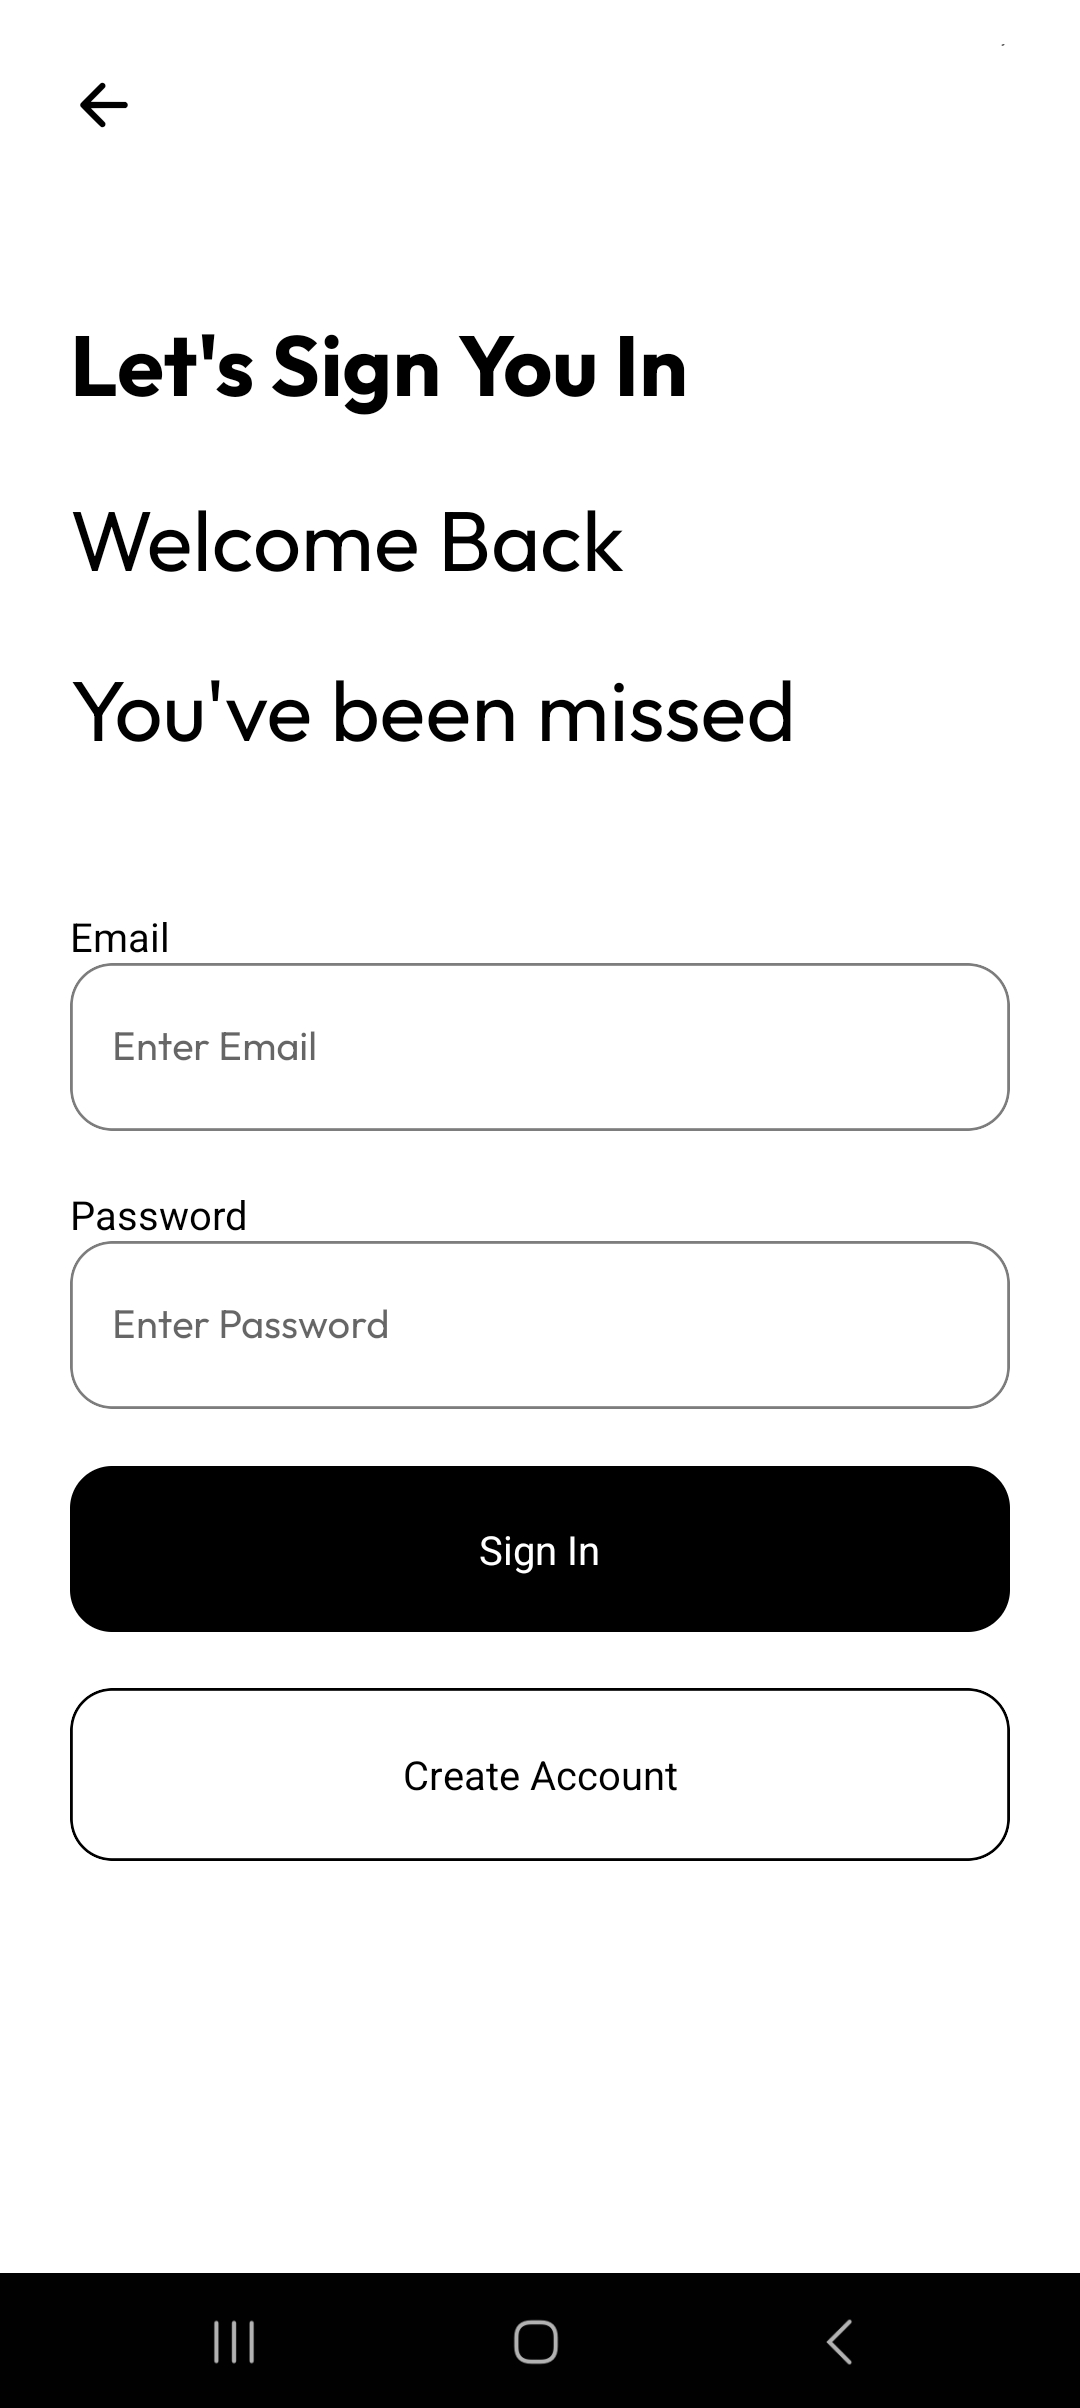 Let's Sign You In
Welcome Back
You've been missed
Email
Enter Email
Password
Enter Password
Sign In
Create Account